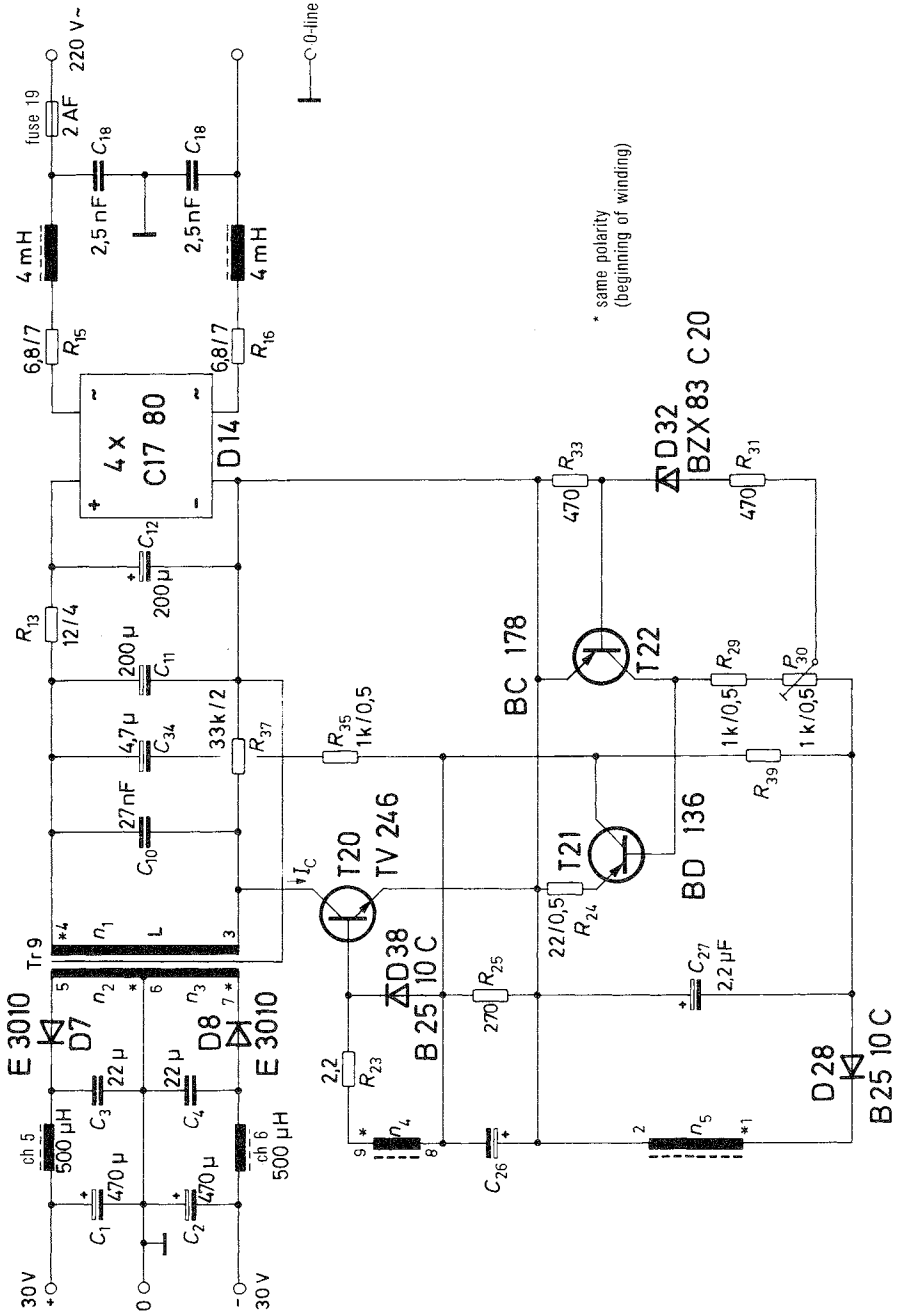 30 V
+
0
-
30 V
C1
470 µ
C2
470 µ
ch 5
500 µH
ch 6
500 µH
C3
22 µ
C4
22 µ
E 3010
D7
D8
E 3010
Tr 9
5
n2
*
6
n3
7 *
*4
n1
L
3
C10
27 nF
C34
4,7 µ
C11
200 µ
R37
33 k/2
R13
12/4
C12
200 µ
+
+
-
~
~
4 x
C17 80
D14
6,8/7
R15
6,8/7
R16
4 mH
4 mH
2,5 nF
C18
2,5 nF
C18
fuse 19
2 AF
220 V~
0-line
IC
T20
TV 246
R35
1k/0,5
9 *
n4
8
2,2
R23
D38
B 25 10 C
R25
270
C26
+
22/0,5
R24
T21
BD 136
BC 178
T22
470
R33
D32
BZX 83 C 20
470
R31
R29
1k/0,5
P30
1k/0,5
R39
C27
2,2 µF
+
2
n5
*1
D28
B25 10 C
* same polarity
(beginning of winding)